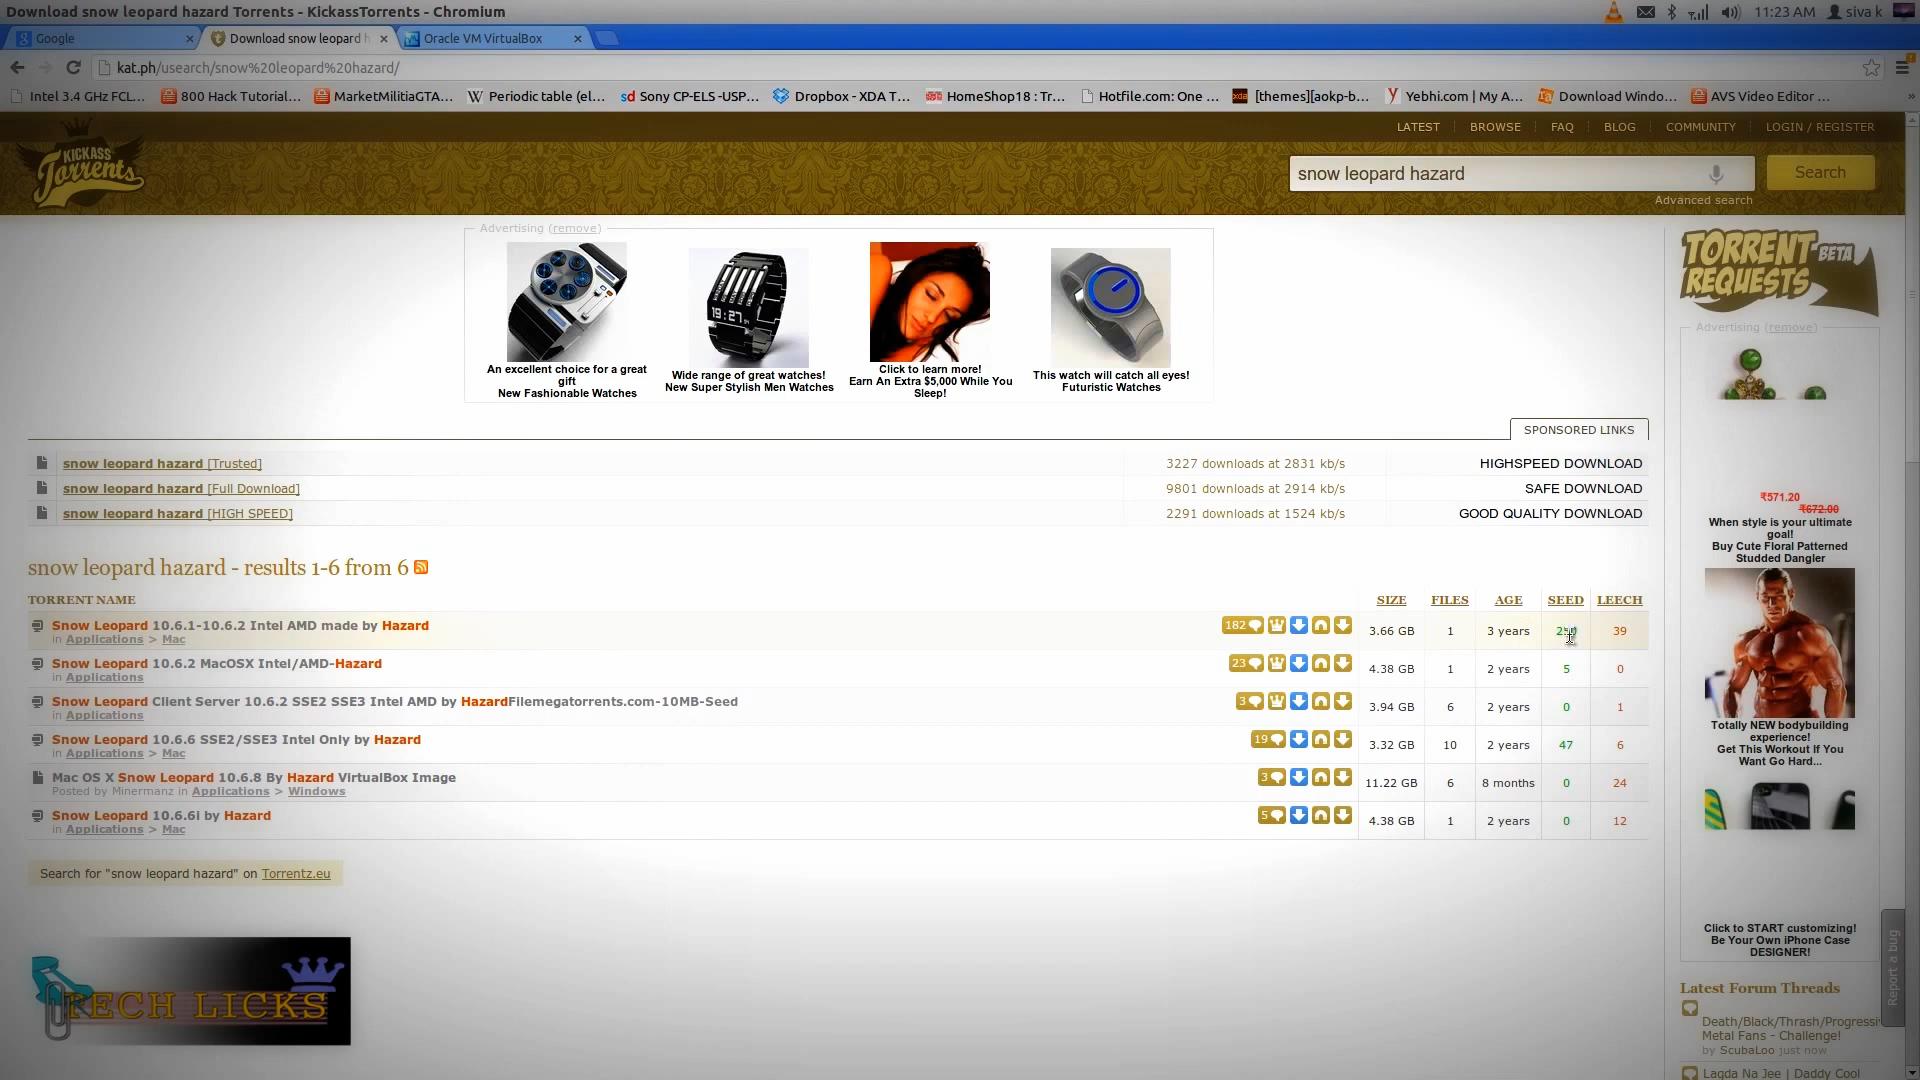 Download snow leopard hazard Torrents - KickassTorrents - Chromium
11:23 AM siva k
Google
Download snow leopard h
Oracle VM VirtualBox
kat.ph/usearch/snow%20leopard%20hazard/
Intel 3.4 GHz FCL... 800 Hack Tutorial... MarketMilitiaGTA... Periodic table (el... Sony CP-ELS -USP... Dropbox - XDA T... HomeShop18 : Tr... Hotfile.com: One ... [themes][aokp-b... Yebhi.com | My A... Download Windo... AVS Video Editor ... »
LATEST BROWSE FAQ BLOG COMMUNITY LOGIN / REGISTER
KICKASS
Torrents
snow leopard hazard
Search
Advanced search
Advertising (remove)
An excellent choice for a great
gift
New Fashionable Watches
Wide range of great watches!
New Super Stylish Men Watches
Click to learn more!
Earn An Extra $5,000 While You
Sleep!
This watch will catch all eyes!
Futuristic Watches
TORRENT BETA
REQUESTS
Advertising (remove)
SPONSORED LINKS
snow leopard hazard [Trusted] 3227 downloads at 2831 kb/s HIGHSPEED DOWNLOAD
snow leopard hazard [Full Download] 9801 downloads at 2914 kb/s SAFE DOWNLOAD
snow leopard hazard [HIGH SPEED] 2291 downloads at 1524 kb/s GOOD QUALITY DOWNLOAD
snow leopard hazard - results 1-6 from 6
TORRENT NAME SIZE FILES AGE SEED LEECH
Snow Leopard 10.6.1-10.6.2 Intel AMD made by Hazard 182 3.66 GB 1 3 years 39
in Applications > Mac
Snow Leopard 10.6.2 MacOSX Intel/AMD-Hazard 23 4.38 GB 1 2 years 5 0
in Applications
Snow Leopard Client Server 10.6.2 SSE2 SSE3 Intel AMD by HazardFilemegatorrents.com-10MB-Seed 3 3.94 GB 6 2 years 0 1
in Applications
Snow Leopard 10.6.6 SSE2/SSE3 Intel Only by Hazard 19 3.32 GB 10 2 years 47 6
in Applications > Mac
Mac OS X Snow Leopard 10.6.8 By Hazard VirtualBox Image 3 11.22 GB 6 8 months 0 24
Posted by Minermanz in Applications > Windows
Snow Leopard 10.6.6i by Hazard 5 4.38 GB 1 2 years 0 12
in Applications > Mac
Search for "snow leopard hazard" on Torrentz.eu
TECH LICKS
₹571.20
₹672.00
When style is your ultimate
goal!
Buy Cute Floral Patterned
Studded Dangler
Totally NEW bodybuilding
experience!
Get This Workout If You
Want Go Hard...
Click to START customizing!
Be Your Own iPhone Case
DESIGNER!
Report a bug
Latest Forum Threads
Death/Black/Thrash/Progressi
Metal Fans - Challenge!
by ScubaLoo just now
Lagda Na Jee | Daddy Cool